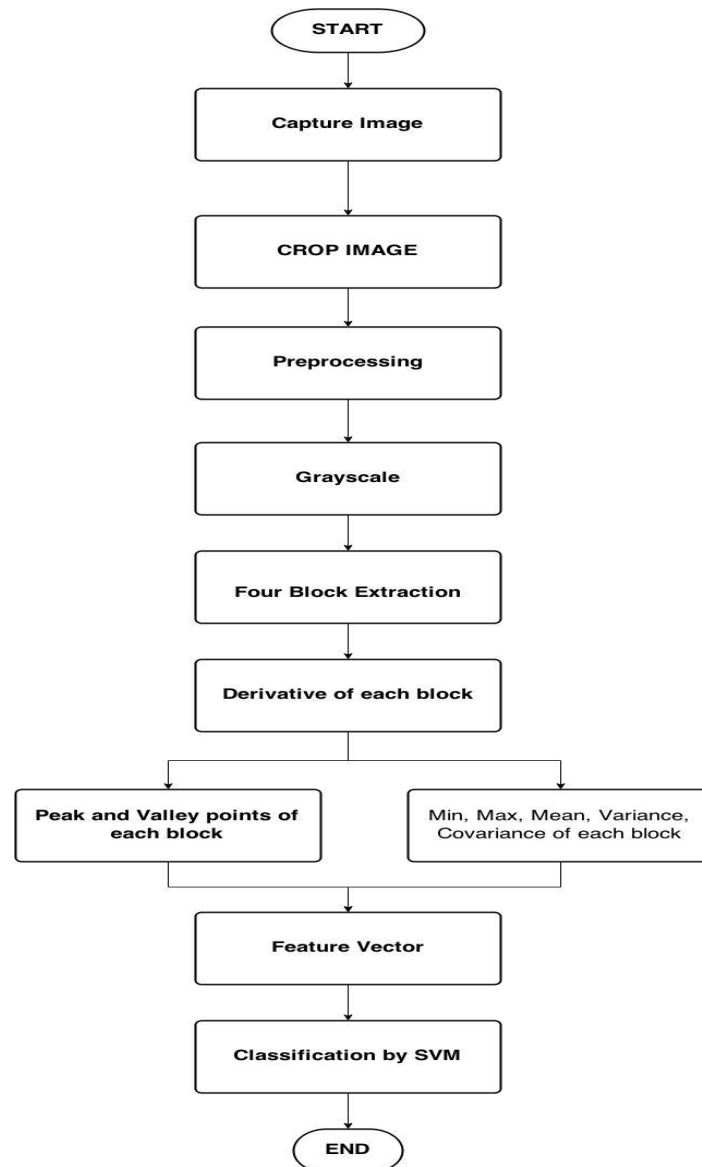 START
Capture Image
CROP IMAGE
Preprocessing
Grayscale
Four Block Extraction
Derivative of each block
Peak and Valley points of
each block
Min, Max, Mean, Variance,
Covariance of each block
Feature Vector
Classification by SVM
END